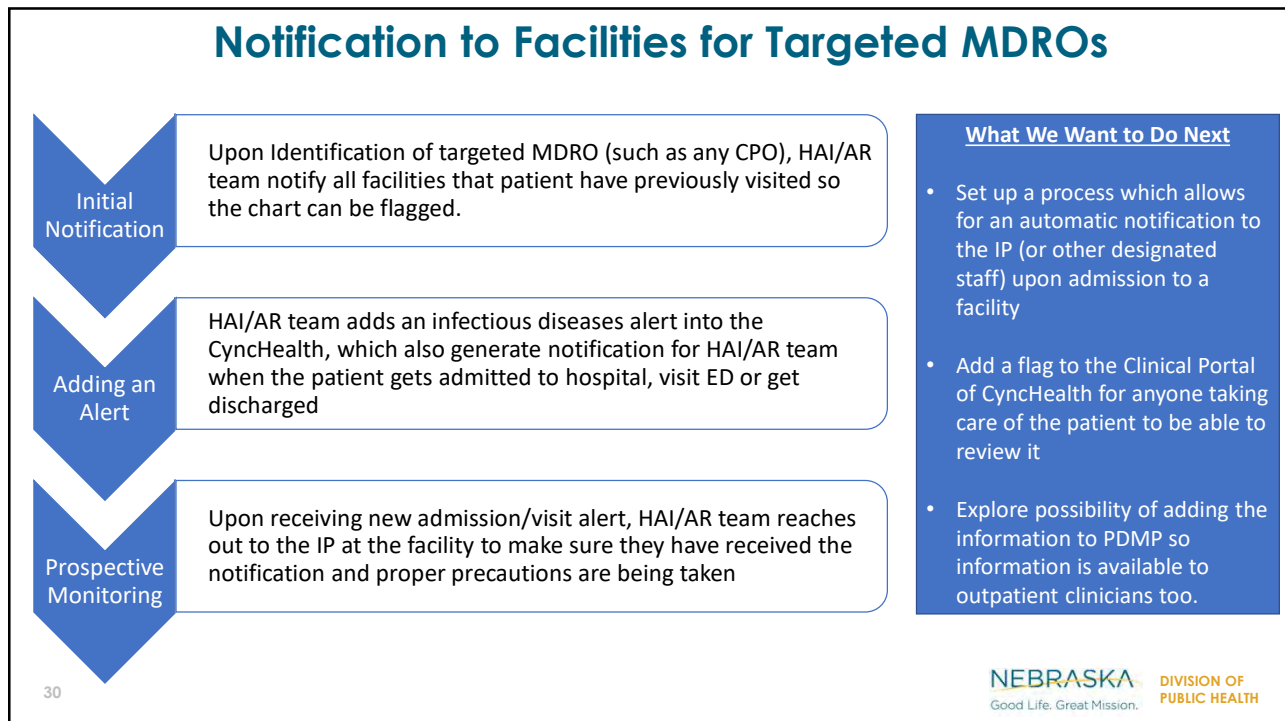 Notification to Facilities for Targeted MDROs
Initial
Notification
Upon Identification of targeted MDRO (such as any CPO), HAI/AR
team notify all facilities that patient have previously visited so
the chart can be flagged.
Adding an
Alert
HAI/AR team adds an infectious diseases alert into the
CyncHealth, which also generate notification for HAI/AR team
when the patient gets admitted to hospital, visit ED or get
discharged
Prospective
Monitoring
Upon receiving new admission/visit alert, HAI/AR team reaches
out to the IP at the facility to make sure they have received the
notification and proper precautions are being taken
What We Want to Do Next
• Set up a process which allows
for an automatic notification to
the IP (or other designated
staff) upon admission to a
facility
• Add a flag to the Clinical Portal
of CyncHealth for anyone taking
care of the patient to be able to
review it
• Explore possibility of adding the
information to PDMP so
information is available to
outpatient clinicians too.
30
NEBRASKA
Good Life. Great Mission.
DIVISION OF
PUBLIC HEALTH